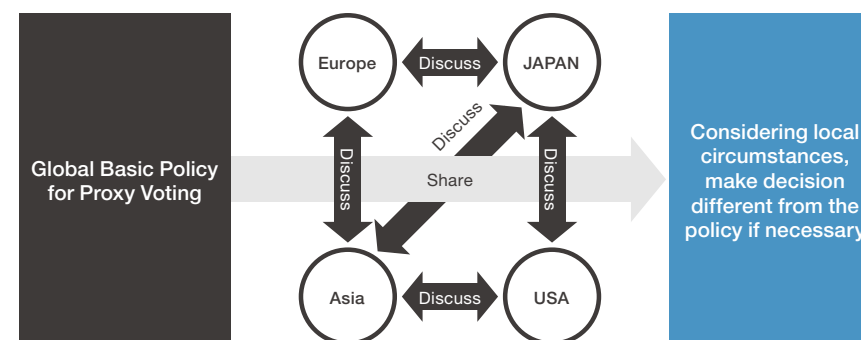 Global Basic Policy
for Proxy Voting
Europe
Discuss
JAPAN
Discuss
Discuss
Share
Discuss
Asia
Discuss
USA
Considering local
circumstances,
make decision
different from the
policy if necessary